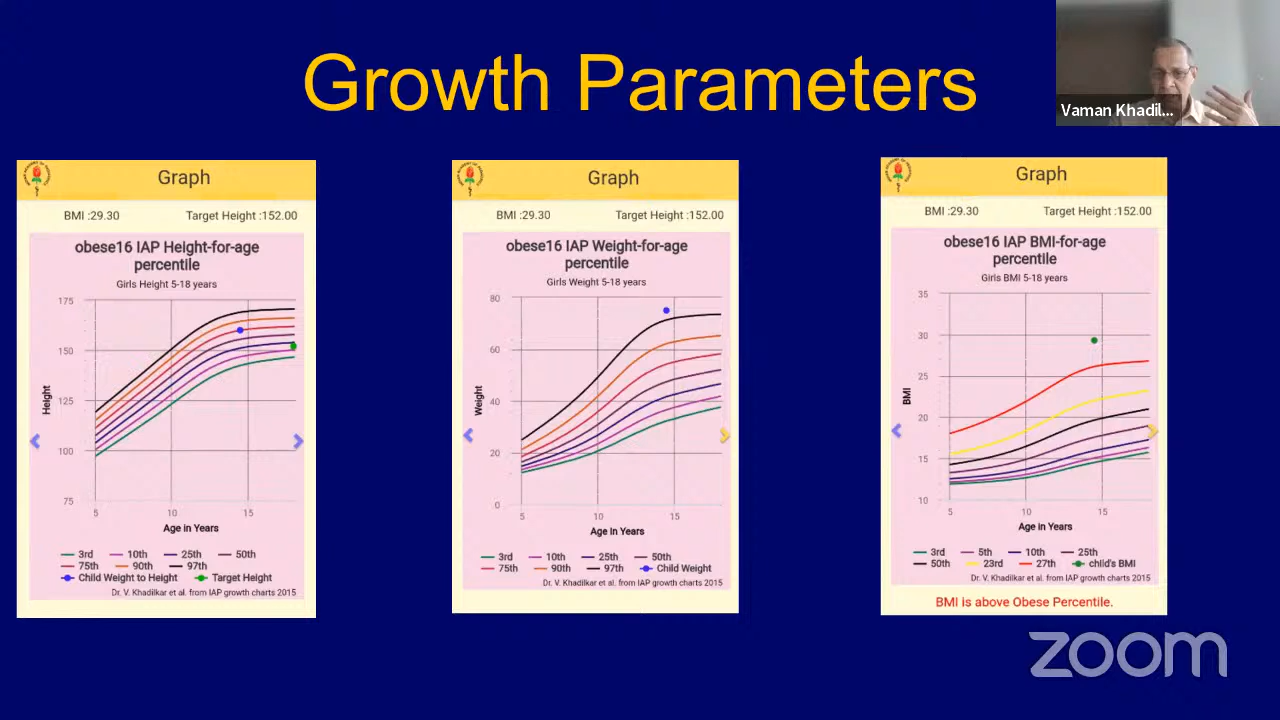 Growth Parameters
Vaman Khadil...
Graph
BMI :29.30 Target Height :152.00
obese16 IAP Height-for-age
percentile
Girls Height 5-18 years
175
150
125
100
75
Height
5 10 15
Age in Years
3rd 10th 25th 50th
75th 90th 97th
Child Weight to Height Target Height
Dr. V. Khadilkar et al. from IAP growth charts 2015
Graph
BMI :29.30 Target Height :152.00
obese16 IAP Weight-for-age
percentile
Girls Weight 5-18 years
80
60
40
20
0
Weight
5 10 15
Age in Years
3rd 10th 25th 50th
75th 90th 97th Child Weight
Dr. V. Khadilkar et al. from IAP growth charts 2015
Graph
BMI :29.30 Target Height :152.00
obese16 IAP BMI-for-age
percentile
Girls BMI 5-18 years
35
30
25
20
15
10
BMI
5 10 15
Age in Years
3rd 5th 10th 25th
50th 23rd 27th child's BMI
Dr. V. Khadilkar et al. from IAP growth charts 2015
BMI is above Obese Percentile.
zoom